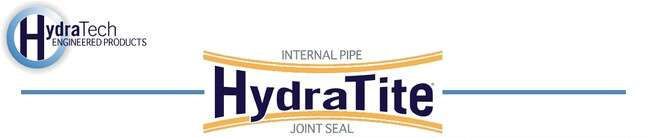 HydraTech
ENGINEERED PRODUCTS
INTERNAL PIPE
HydraTite®
JOINT SEAL